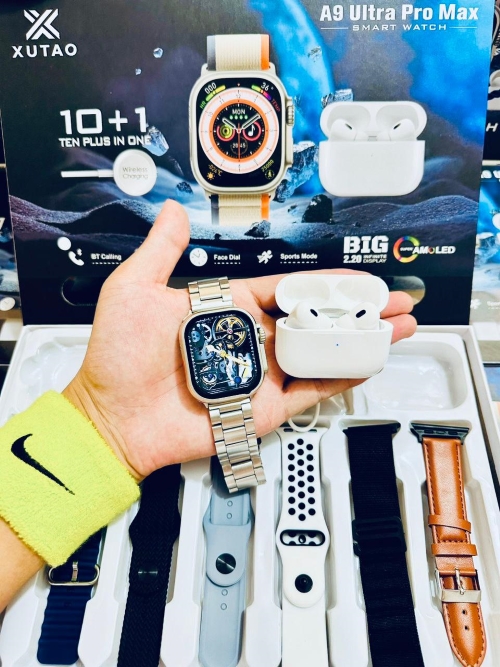 XUTAO
A9 Ultra Pro Max
SMART WATCH
10+1
TEN PLUS IN ONE
Wireless
Charging
BT Calling
Face Dial
Sports Mode
BIG
2.20 INFINITE
DISPLAY
SUPER AMOLED